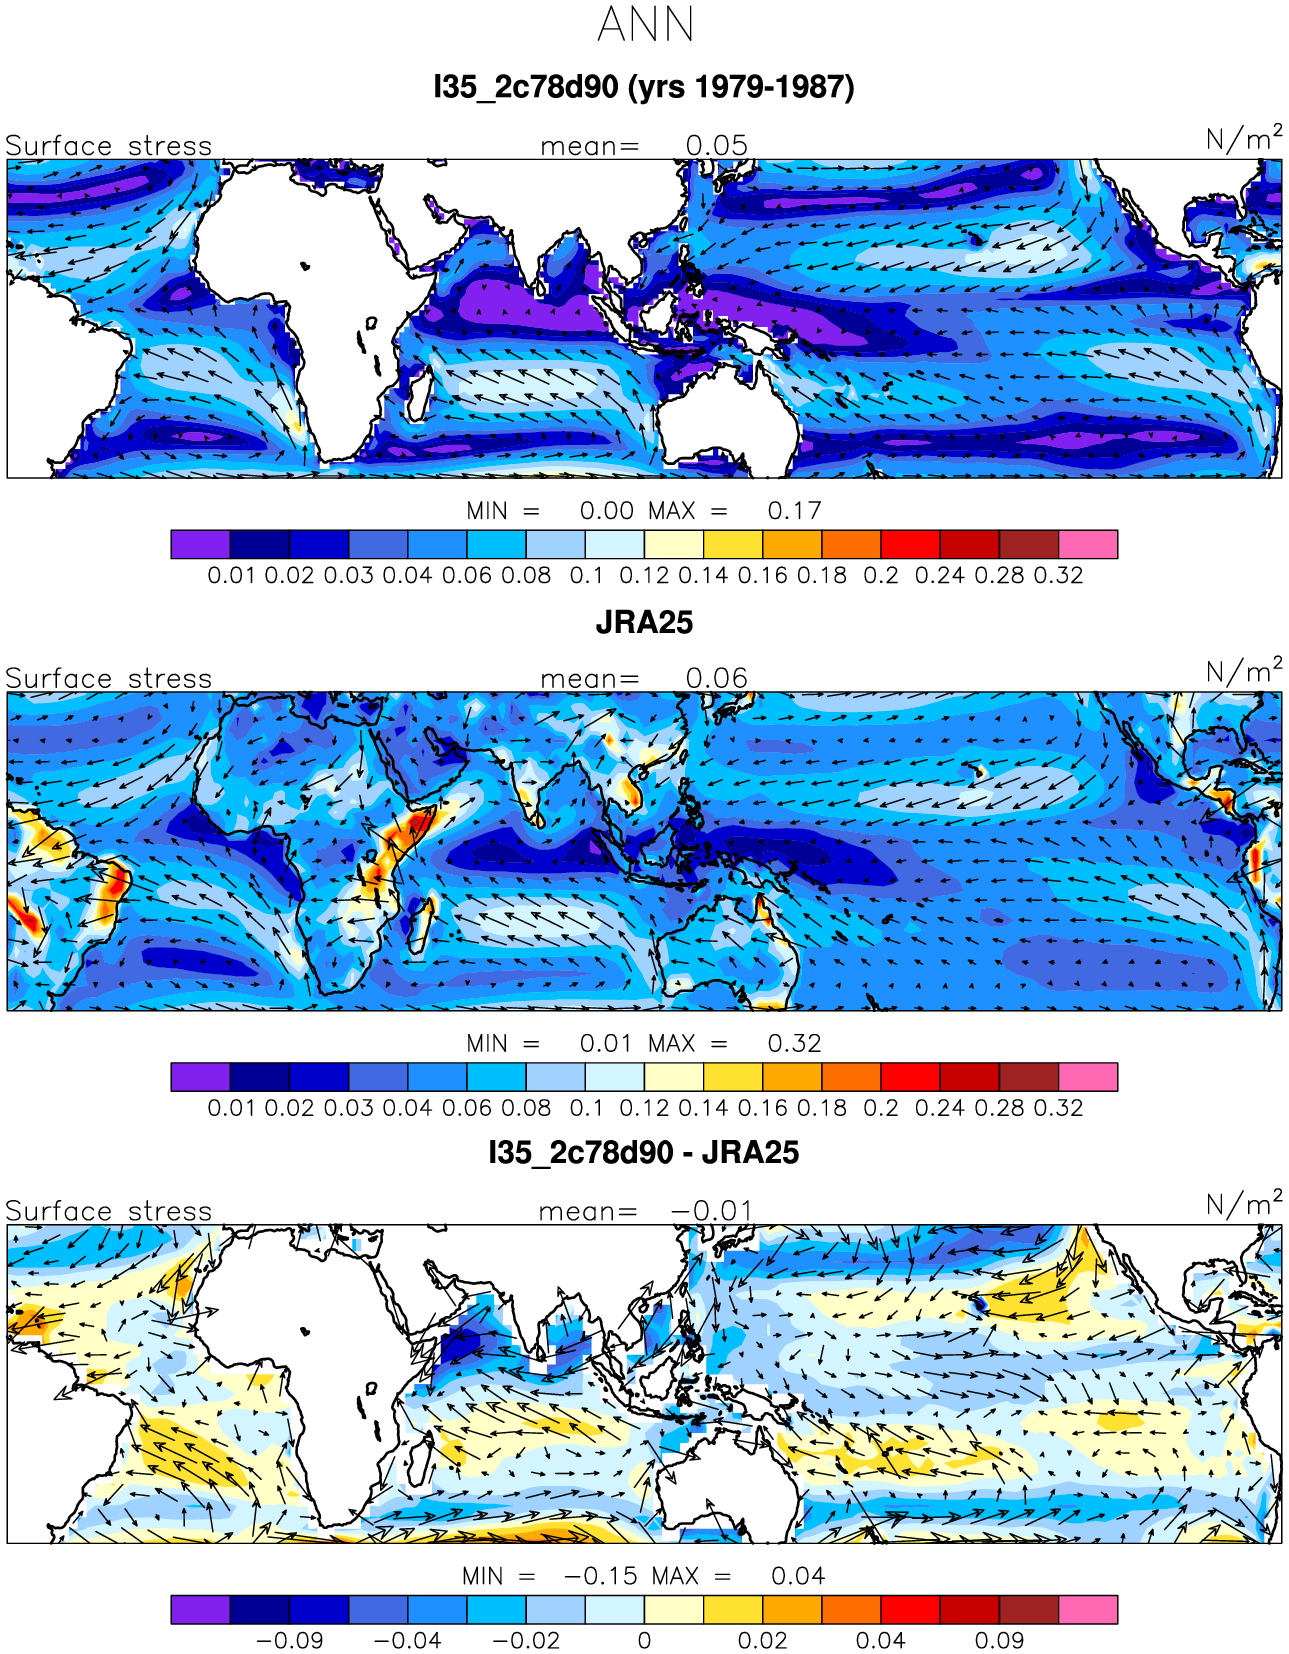 ANN
I35_2c78d90 (yrs 1979-1987)
Surface stress mean= 0.05 N/m²
MIN = 0.00 MAX = 0.17
0.01 0.02 0.03 0.04 0.06 0.08 0.1 0.12 0.14 0.16 0.18 0.2 0.24 0.28 0.32
JRA25
Surface stress mean= 0.06 N/m²
MIN = 0.01 MAX = 0.32
0.01 0.02 0.03 0.04 0.06 0.08 0.1 0.12 0.14 0.16 0.18 0.2 0.24 0.28 0.32
I35_2c78d90 - JRA25
Surface stress mean= −0.01 N/m²
MIN = −0.15 MAX = 0.04
−0.09 −0.04 −0.02 0 0.02 0.04 0.09